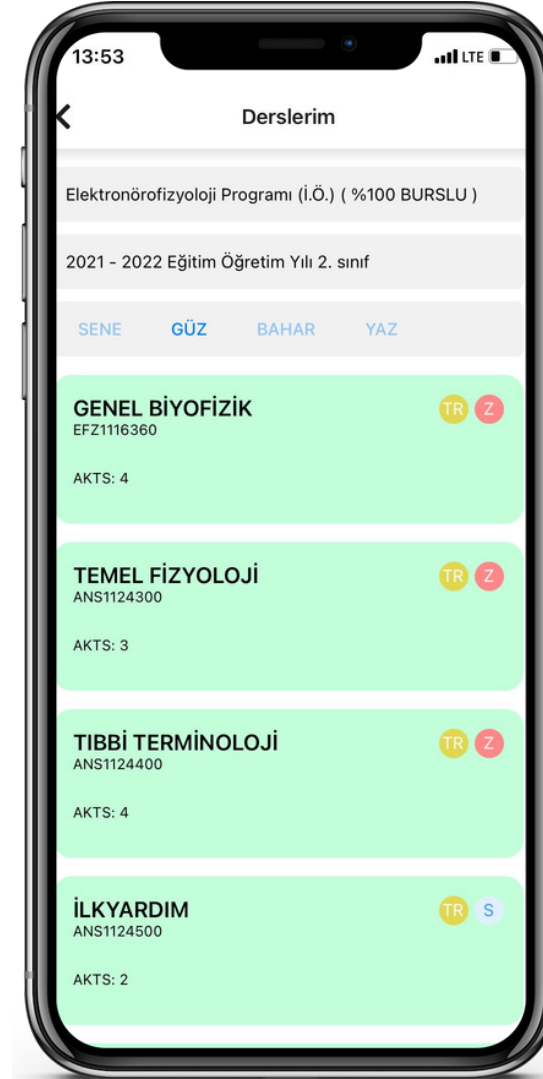 13:53
LTE
Derslerim
Elektronörofizyoloji Programı (İ.Ö.) ( %100 BURSLU )
2021 - 2022 Eğitim Öğretim Yılı 2. sınıf
SENE GÜZ BAHAR YAZ
GENEL BİYOFİZİK TR Z
EFZ1116360
AKTS: 4
TEMEL FİZYOLOJİ TR Z
ANS1124300
AKTS: 3
TIBBİ TERMİNOLOJİ TR Z
ANS1124400
AKTS: 4
İLKYARDIM TR S
ANS1124500
AKTS: 2